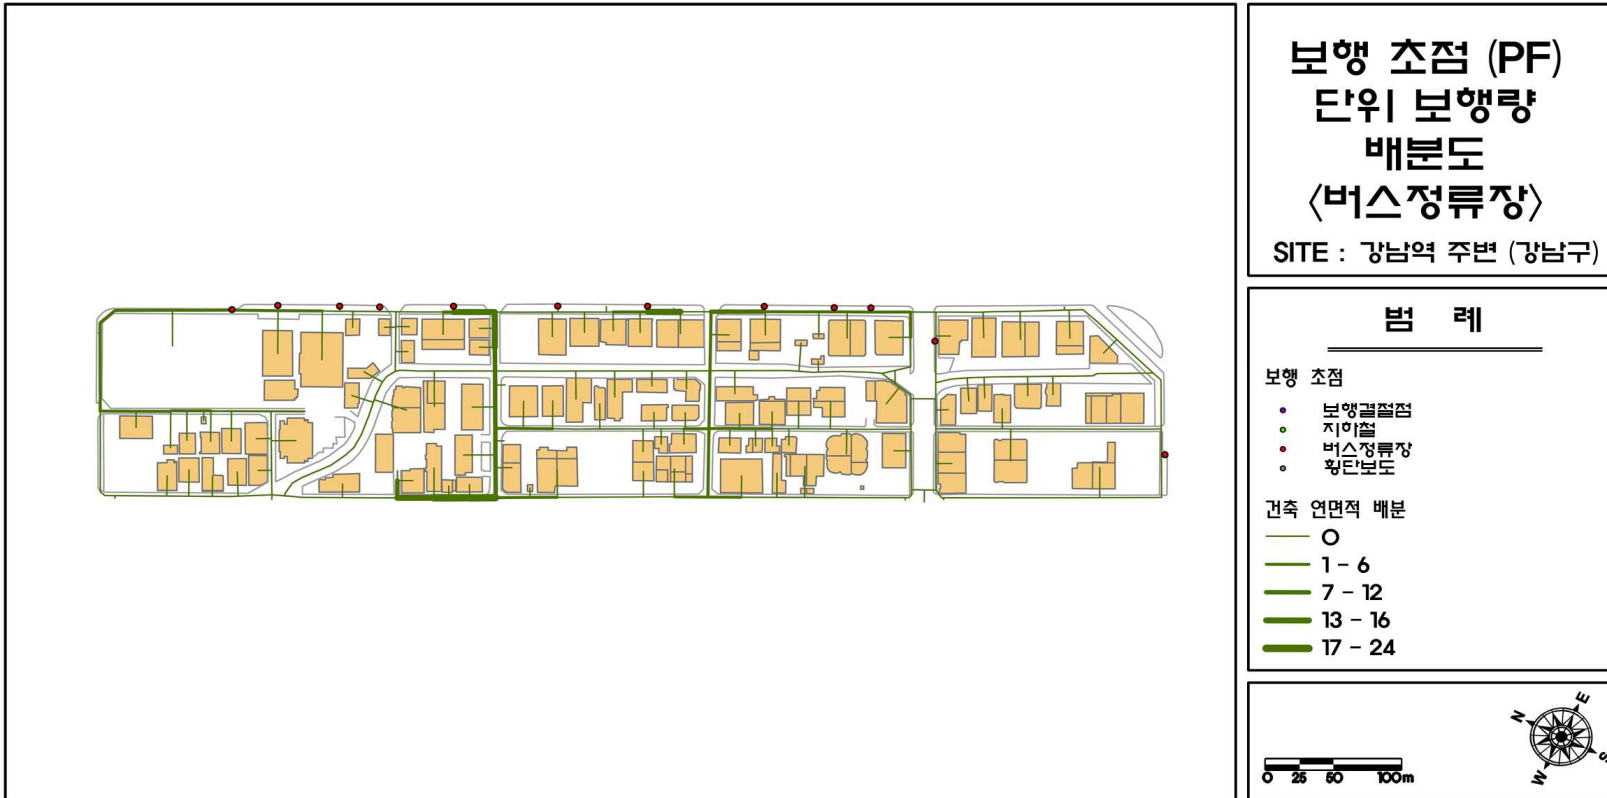 보행 초점 (PF)
단위 보행량
배분도
〈버스정류장〉
SITE : 강남역 주변 (강남구)
범 례
보행 초점
보행결절점
지하철
버스정류장
횡단보도
건축 연면적 배분
0
1 - 6
7 - 12
13 - 16
17 - 24
N E
W S
0 25 50 100m